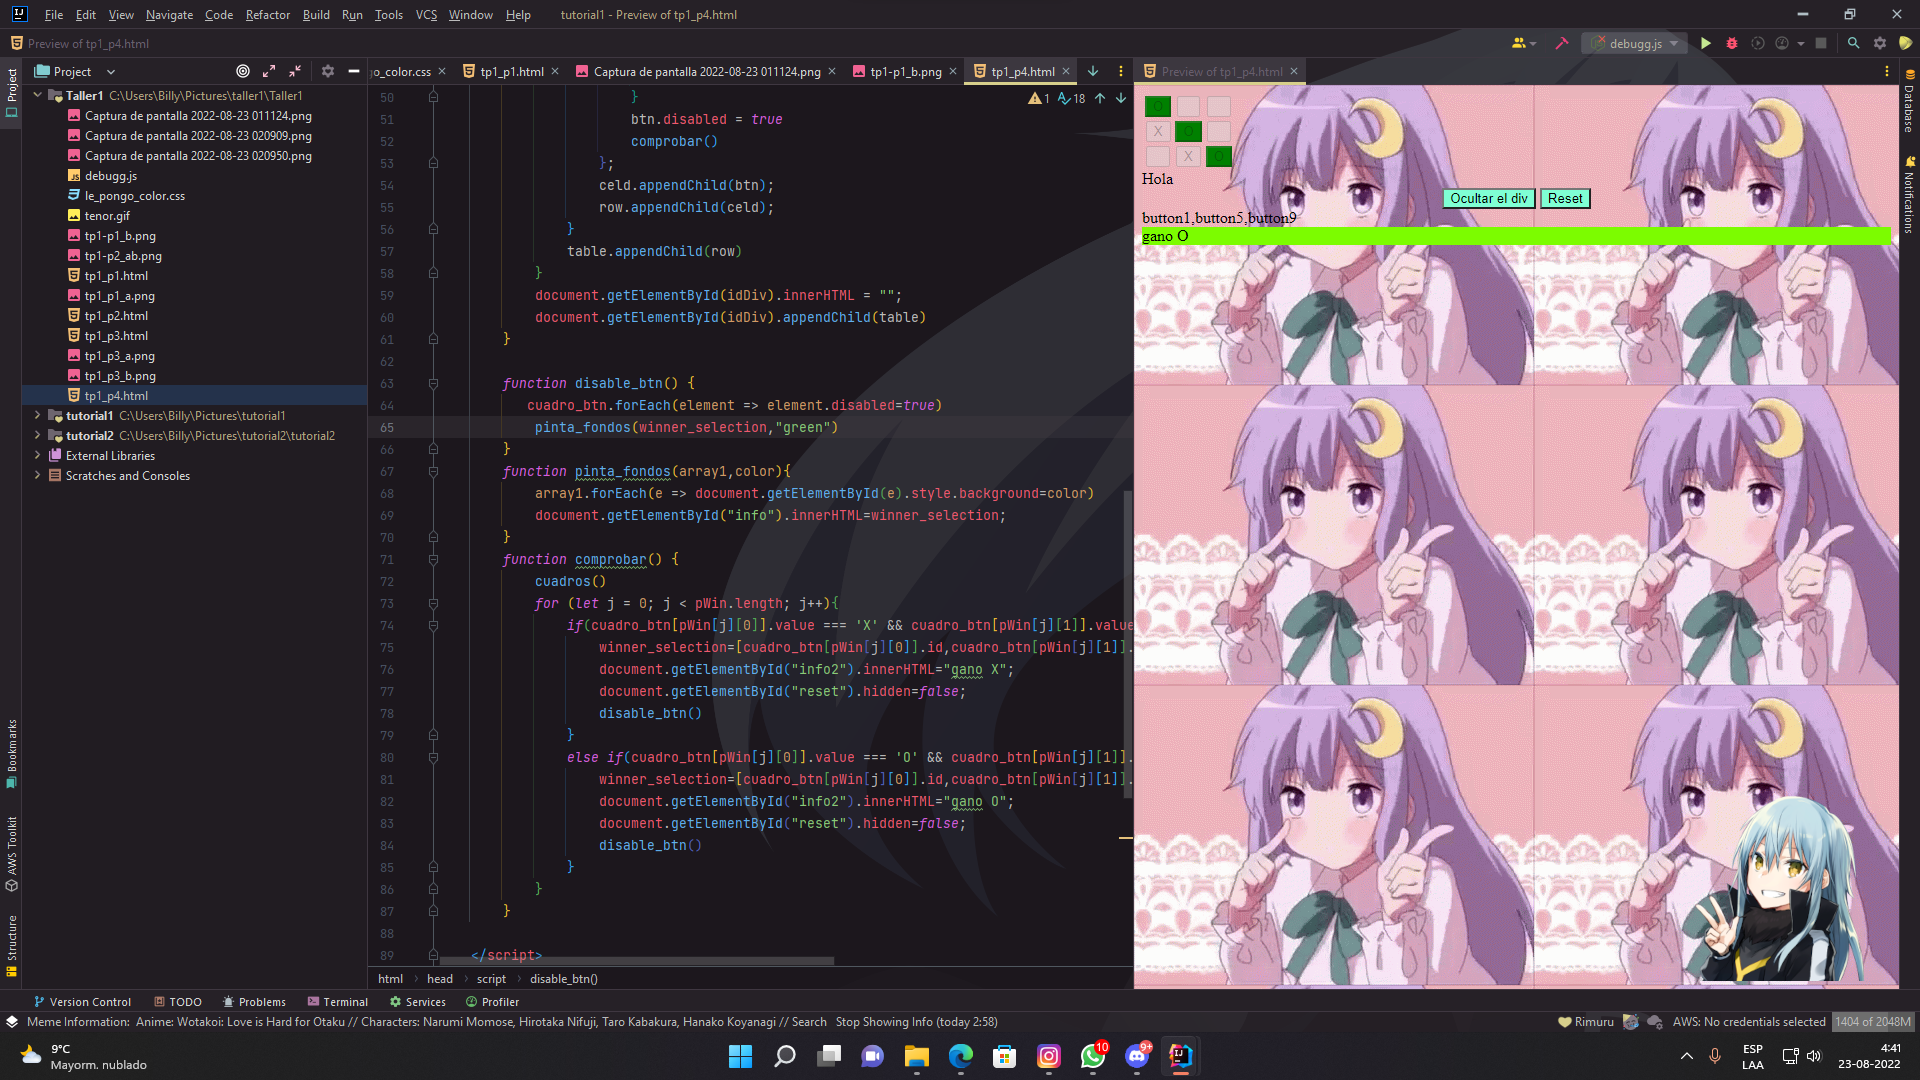 File Edit View Navigate Code Refactor Build Run Tools VCS Window Help tutorial1 - Preview of tp1_p4.html
Preview of tp1_p4.html
debugg.js
Project
go_color.css tp1_p1.html Captura de pantalla 2022-08-23 011124.png tp1-p1_b.png tp1_p4.html
Preview of tp1_p4.html
Project
Bookmarks
AWS Toolkit
Structure
Taller1 C:\Users\Billy\Pictures\taller1\Taller1
Captura de pantalla 2022-08-23 011124.png
Captura de pantalla 2022-08-23 020909.png
Captura de pantalla 2022-08-23 020950.png
debugg.js
le_pongo_color.css
tenor.gif
tp1-p1_b.png
tp1-p2_ab.png
tp1_p1.html
tp1_p1_a.png
tp1_p2.html
tp1_p3.html
tp1_p3_a.png
tp1_p3_b.png
tp1_p4.html
tutorial1 C:\Users\Billy\Pictures\tutorial1
tutorial2 C:\Users\Billy\Pictures\tutorial2\tutorial2
External Libraries
Scratches and Consoles
1 18
50 }
51 btn.disabled = true
52 comprobar()
53 };
54 celd.appendChild(btn);
55 row.appendChild(celd);
56 }
57 table.appendChild(row)
58 }
59 document.getElementById(idDiv).innerHTML = "";
60 document.getElementById(idDiv).appendChild(table)
61 }
62
63 function disable_btn() {
64 cuadro_btn.forEach(element => element.disabled=true)
65 pinta_fondos(winner_selection,"green")
66 }
67 function pinta_fondos(array1,color){
68 array1.forEach(e => document.getElementById(e).style.background=color)
69 document.getElementById("info").innerHTML=winner_selection;
70 }
71 function comprobar() {
72 cuadros()
73 for (let j = 0; j < pWin.length; j++){
74 if(cuadro_btn[pWin[j][0]].value === 'X' && cuadro_btn[pWin[j][1]].value
75 winner_selection=[cuadro_btn[pWin[j][0]].id,cuadro_btn[pWin[j][1]].
76 document.getElementById("info2").innerHTML="gano X";
77 document.getElementById("reset").hidden=false;
78 disable_btn()
79 }
80 else if(cuadro_btn[pWin[j][0]].value === 'O' && cuadro_btn[pWin[j][1]].
81 winner_selection=[cuadro_btn[pWin[j][0]].id,cuadro_btn[pWin[j][1]].
82 document.getElementById("info2").innerHTML="gano O";
83 document.getElementById("reset").hidden=false;
84 disable_btn()
85 }
86 }
87 }
88
89 </script>
html head script disable_btn()
O
X O
X O
Hola
Ocultar el div Reset
button1,button5,button9
gano O
Database
Notifications
Version Control TODO Problems Terminal Services Profiler
Meme Information: Anime: Wotakoi: Love is Hard for Otaku // Characters: Narumi Momose, Hirotaka Nifuji, Taro Kabakura, Hanako Koyanagi // Search Stop Showing Info (today 2:58)
Rimuru AWS: No credentials selected 1404 of 2048M
9°C
Mayorm. nublado
10
9+
ESP
LAA
4:41
23-08-2022